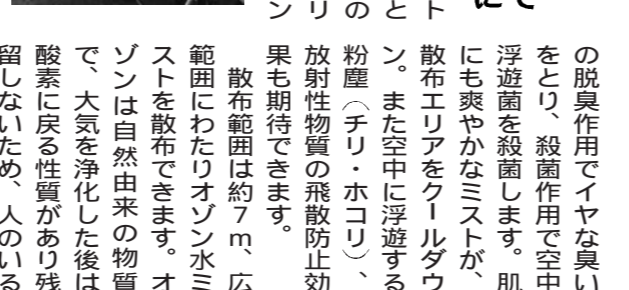 にて
ト
と
の
リ
ン
の脱臭作用でイヤな臭い
をとり、殺菌作用で空中
浮遊菌を殺菌します。肌
にも爽やかなミストが、
散布エリアをクールダウ
ン。また空中に浮遊する
粉塵（チリ・ホコリ）、
放射性物質の飛散防止効
果も期待できます。
散布範囲は約７ｍ、広
範囲にわたりオゾン水ミ
ストを散布できます。オ
ゾンは自然由来の物質
で、大気を浄化した後は
酸素に戻る性質があり残
留しないため、人のいる